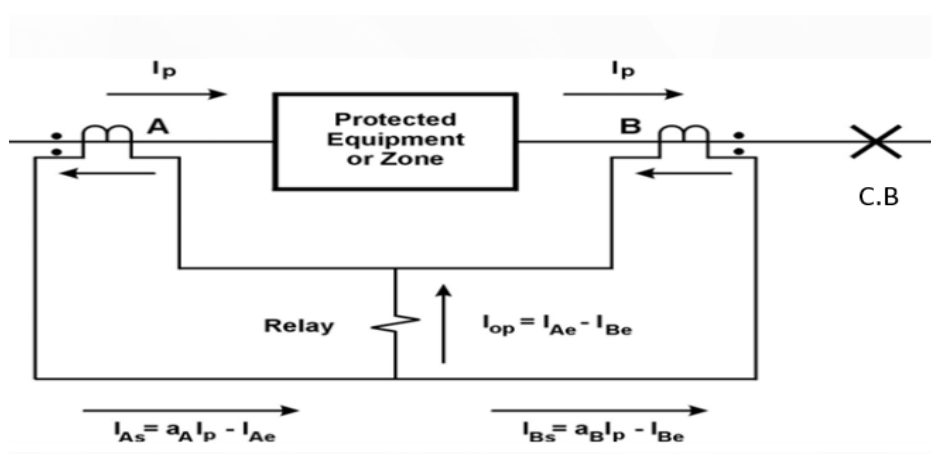 Ip
Ip
A
Protected
Equipment
or Zone
B
C.B
Relay
Iop = IAe - IBe
IAs= aAIp - IAe
IBs= aBIp - IBe